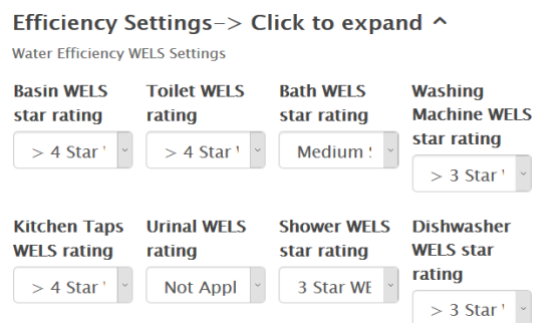 Efficiency Settings-> Click to expand ^
Water Efficiency WELS Settings
Basin WELS
star rating
> 4 Star
Toilet WELS
rating
> 4 Star
Bath WELS
star rating
Medium
Washing
Machine WELS
star rating
> 3 Star
Kitchen Taps
WELS rating
> 4 Star
Urinal WELS
rating
Not Appl
Shower WELS
star rating
3 Star WE
Dishwasher
WELS star
rating
> 3 Star